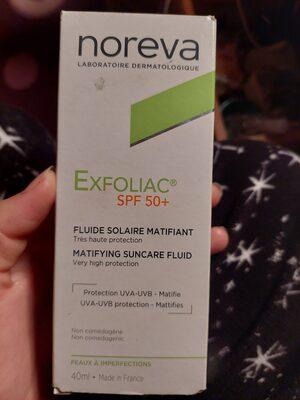 noreva
LABORATOIRE DERMATOLOGIQUE
EXFOLIAC®
SPF 50+
FLUIDE SOLAIRE MATIFIANT
Très haute protection
MATIFYING SUNCARE FLUID
Very high protection
Protection UVA-UVB - Matifie
UVA-UVB protection - Mattifies
Non comédogène
Non comedogenic
PEAUX À IMPERFECTIONS
40ml • Made in France